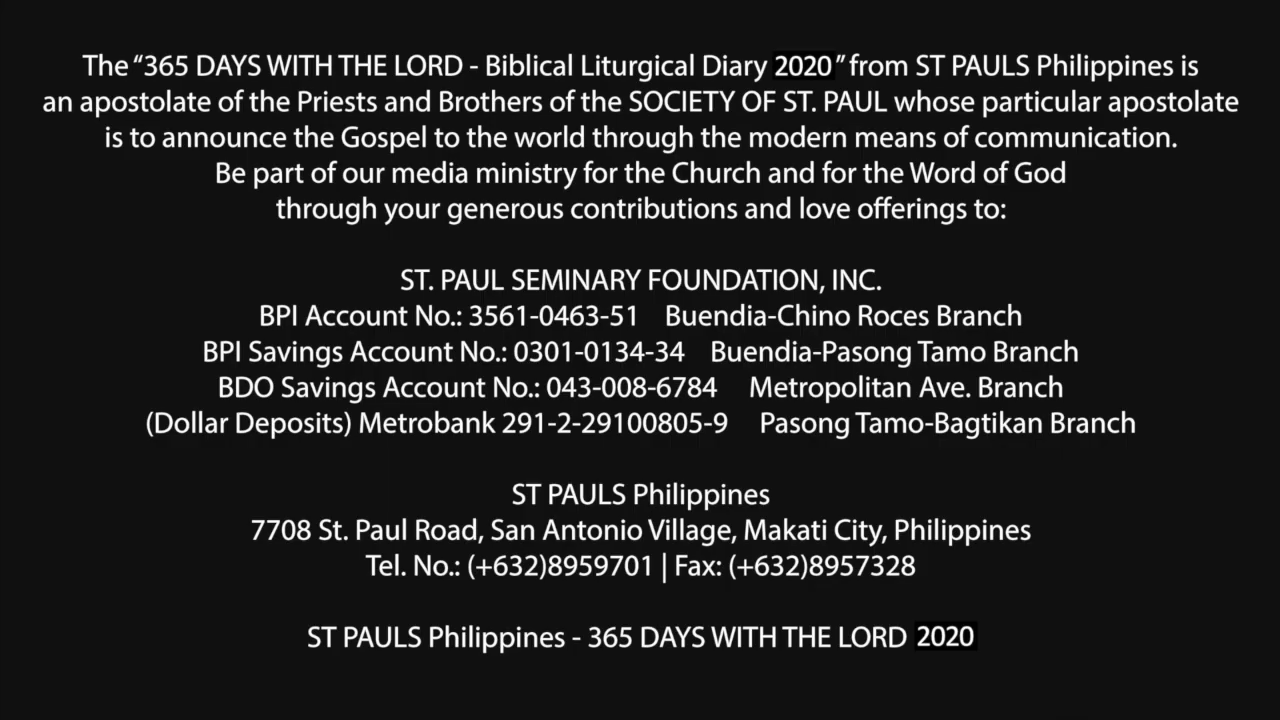 The “365 DAYS WITH THE LORD - Biblical Liturgical Diary 2020” from ST PAULS Philippines is
an apostolate of the Priests and Brothers of the SOCIETY OF ST. PAUL whose particular apostolate
is to announce the Gospel to the world through the modern means of communication.
Be part of our media ministry for the Church and for the Word of God
through your generous contributions and love offerings to:
ST. PAUL SEMINARY FOUNDATION, INC.
BPI Account No.: 3561-0463-51 Buendia-Chino Roces Branch
BPI Savings Account No.: 0301-0134-34 Buendia-Pasong Tamo Branch
BDO Savings Account No.: 043-008-6784 Metropolitan Ave. Branch
(Dollar Deposits) Metrobank 291-2-29100805-9 Pasong Tamo-Bagtikan Branch
ST PAULS Philippines
7708 St. Paul Road, San Antonio Village, Makati City, Philippines
Tel. No.: (+632)8959701 | Fax: (+632)8957328
ST PAULS Philippines - 365 DAYS WITH THE LORD 2020